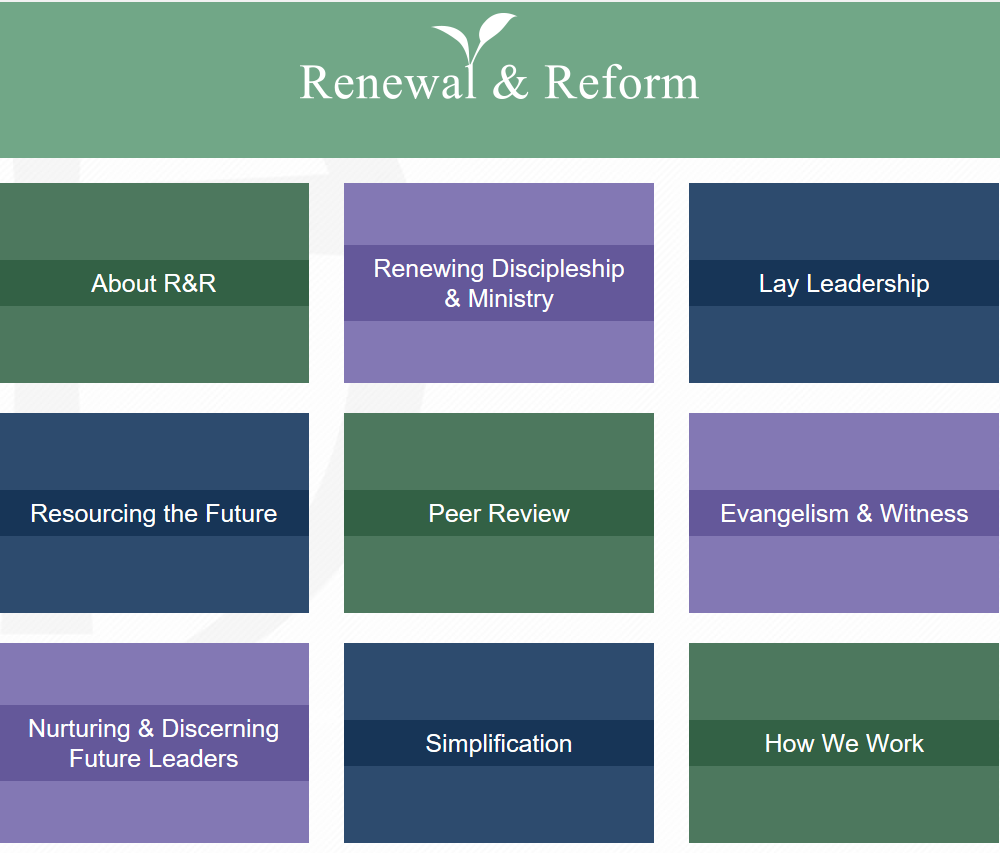 Renewal & Reform
About R&R
Renewing Discipleship
& Ministry
Lay Leadership
Resourcing the Future
Peer Review
Evangelism & Witness
Nurturing & Discerning
Future Leaders
Simplification
How We Work